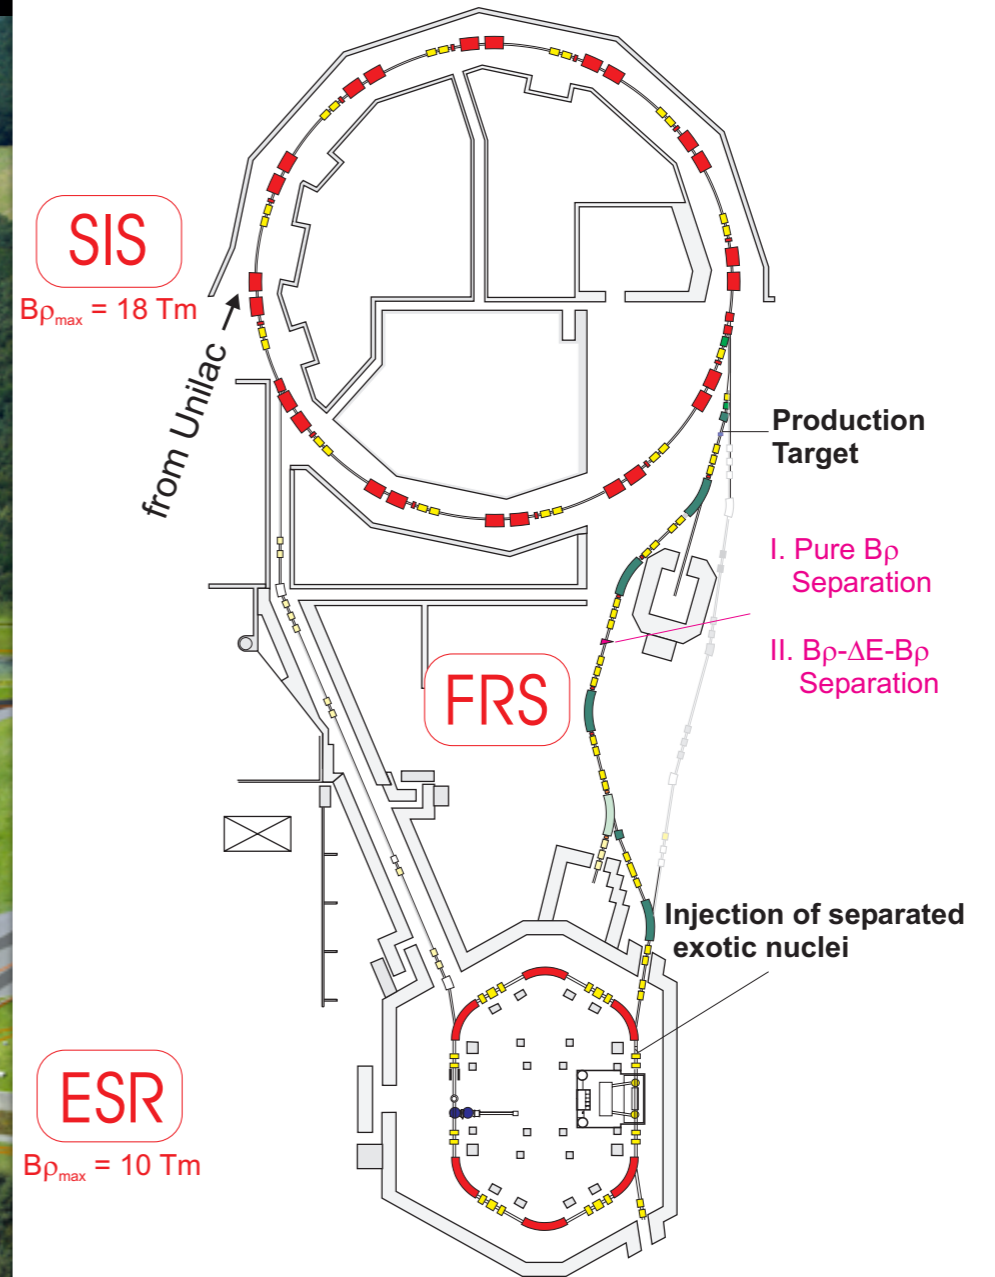 SIS
Bρmax = 18 Tm
from Unilac
Production
Target
I. Pure Bρ
Separation
II. Bρ-ΔE-Bρ
Separation
FRS
Injection of separated
exotic nuclei
ESR
Bρmax = 10 Tm